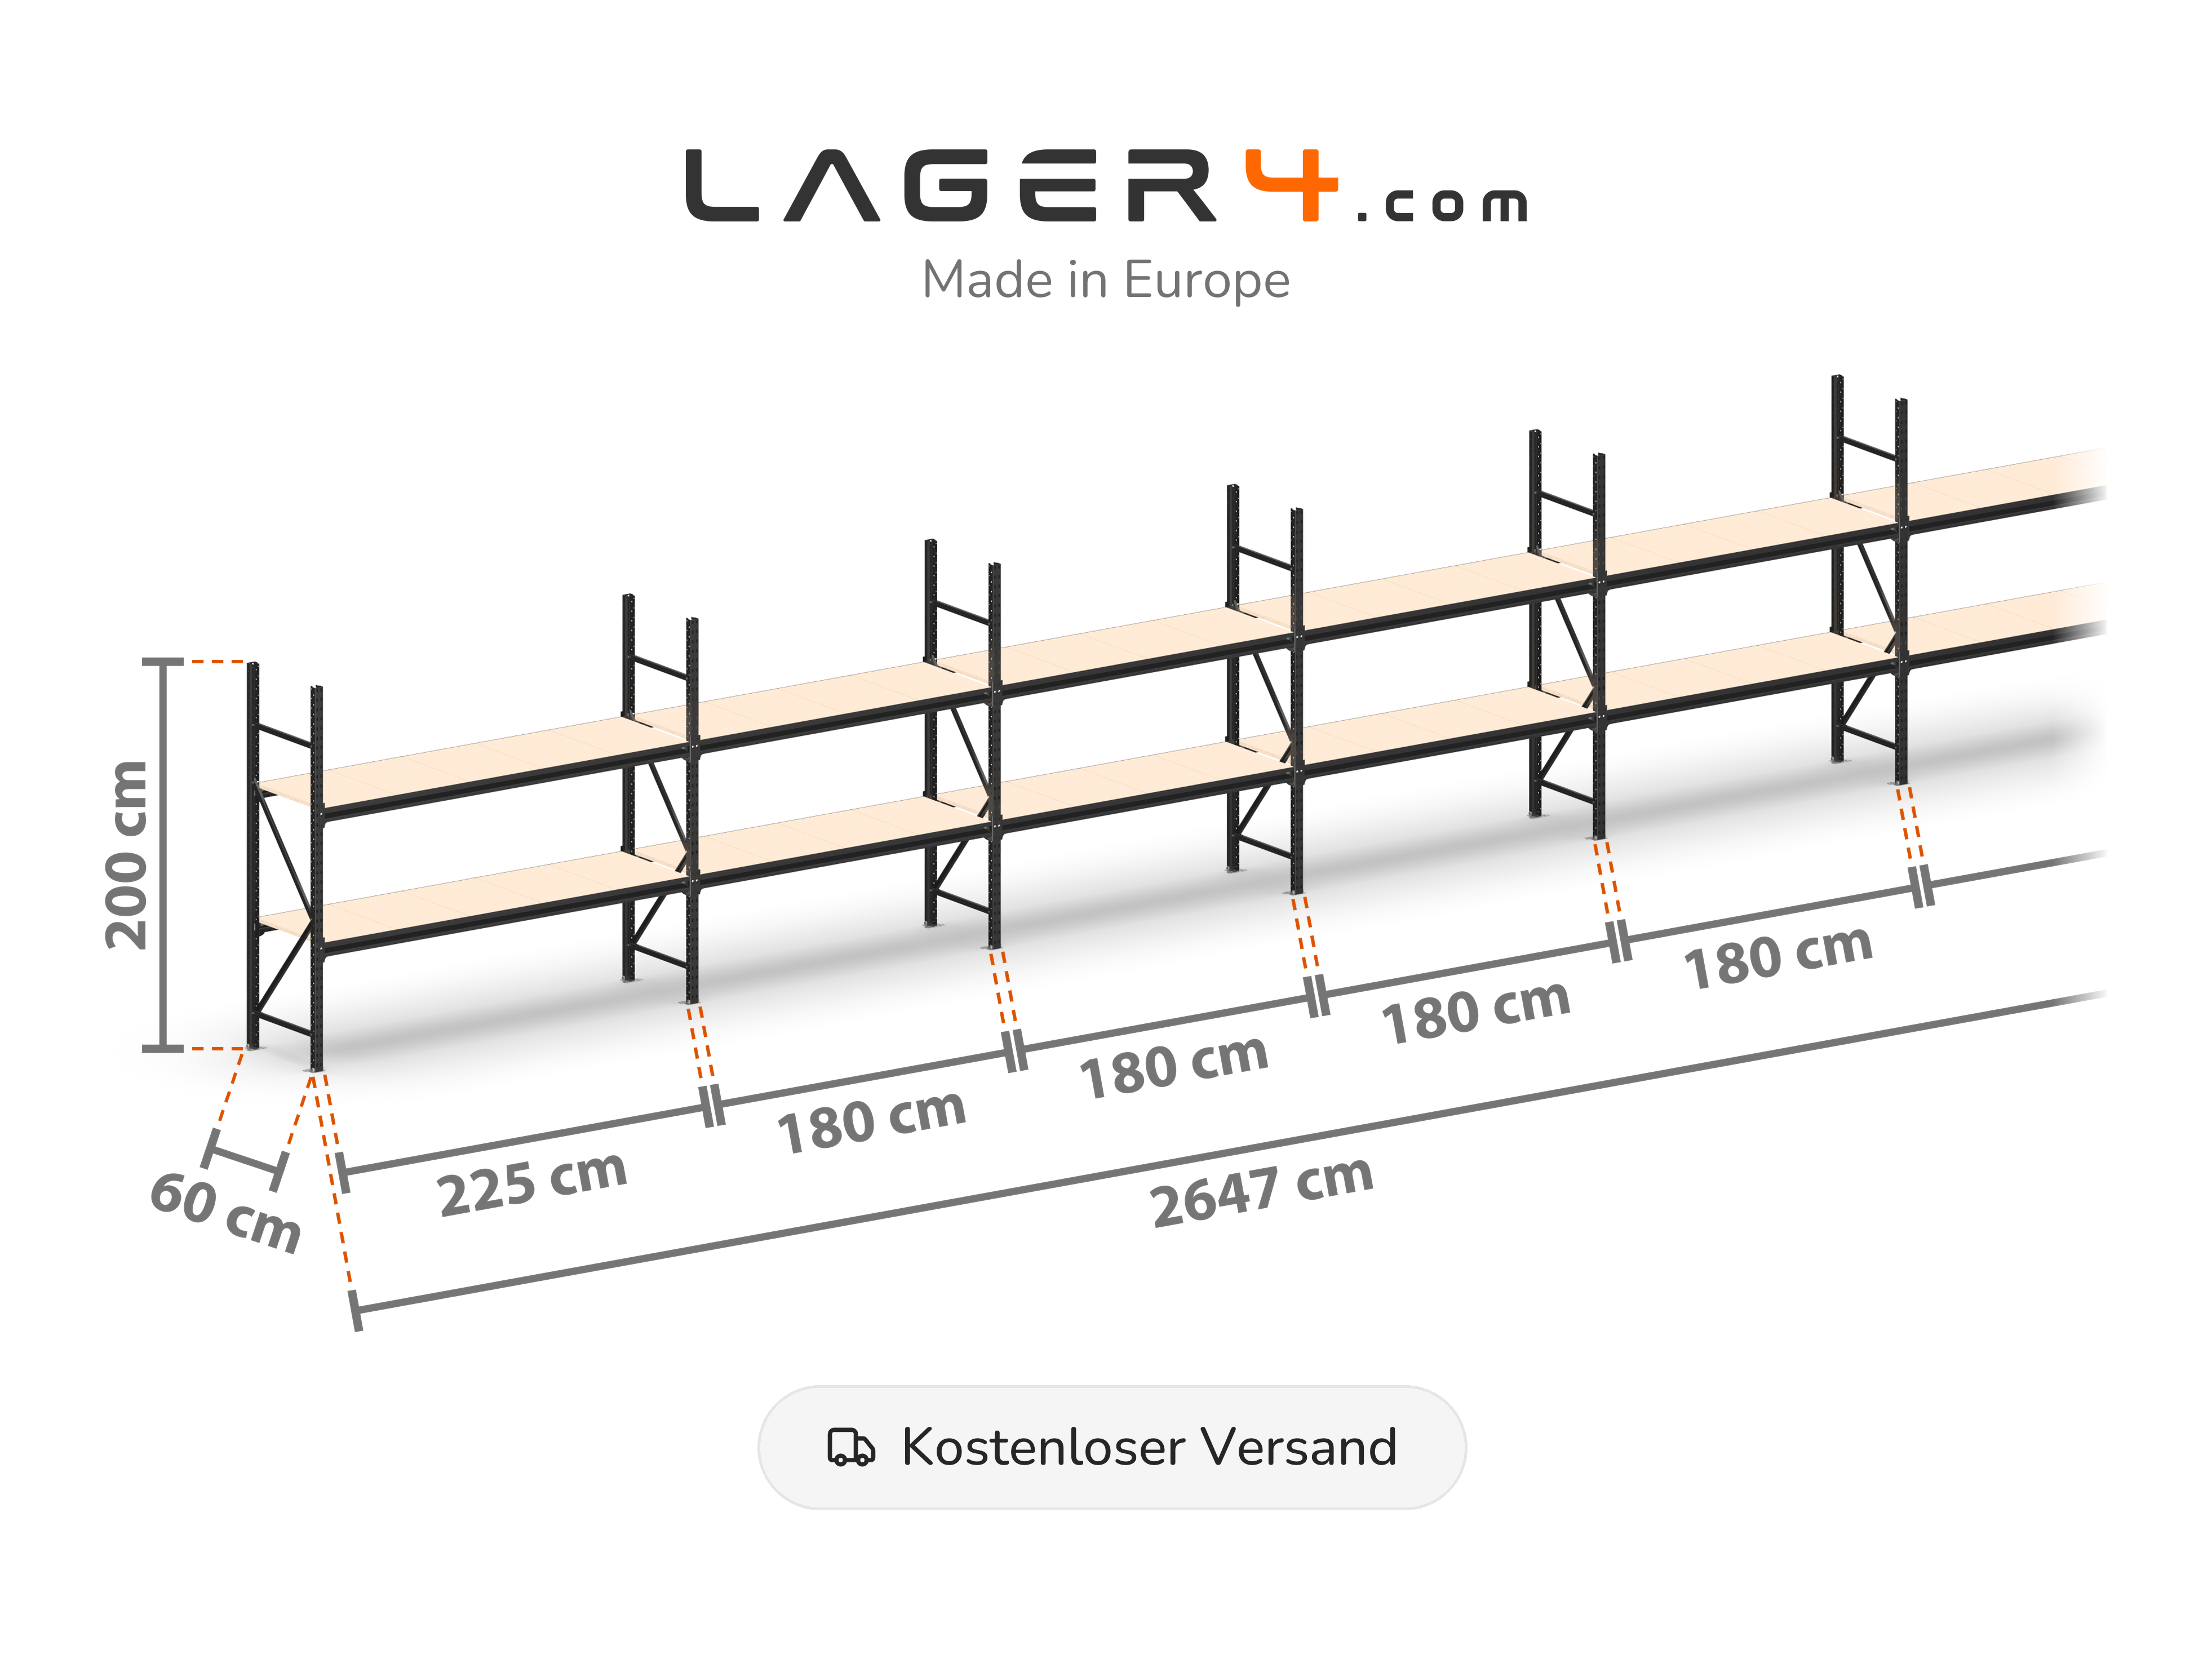 LAGER4.com
Made in Europe
200 cm
60 cm
225 cm
180 cm
180 cm
180 cm
180 cm
2647 cm
Kostenloser Versand